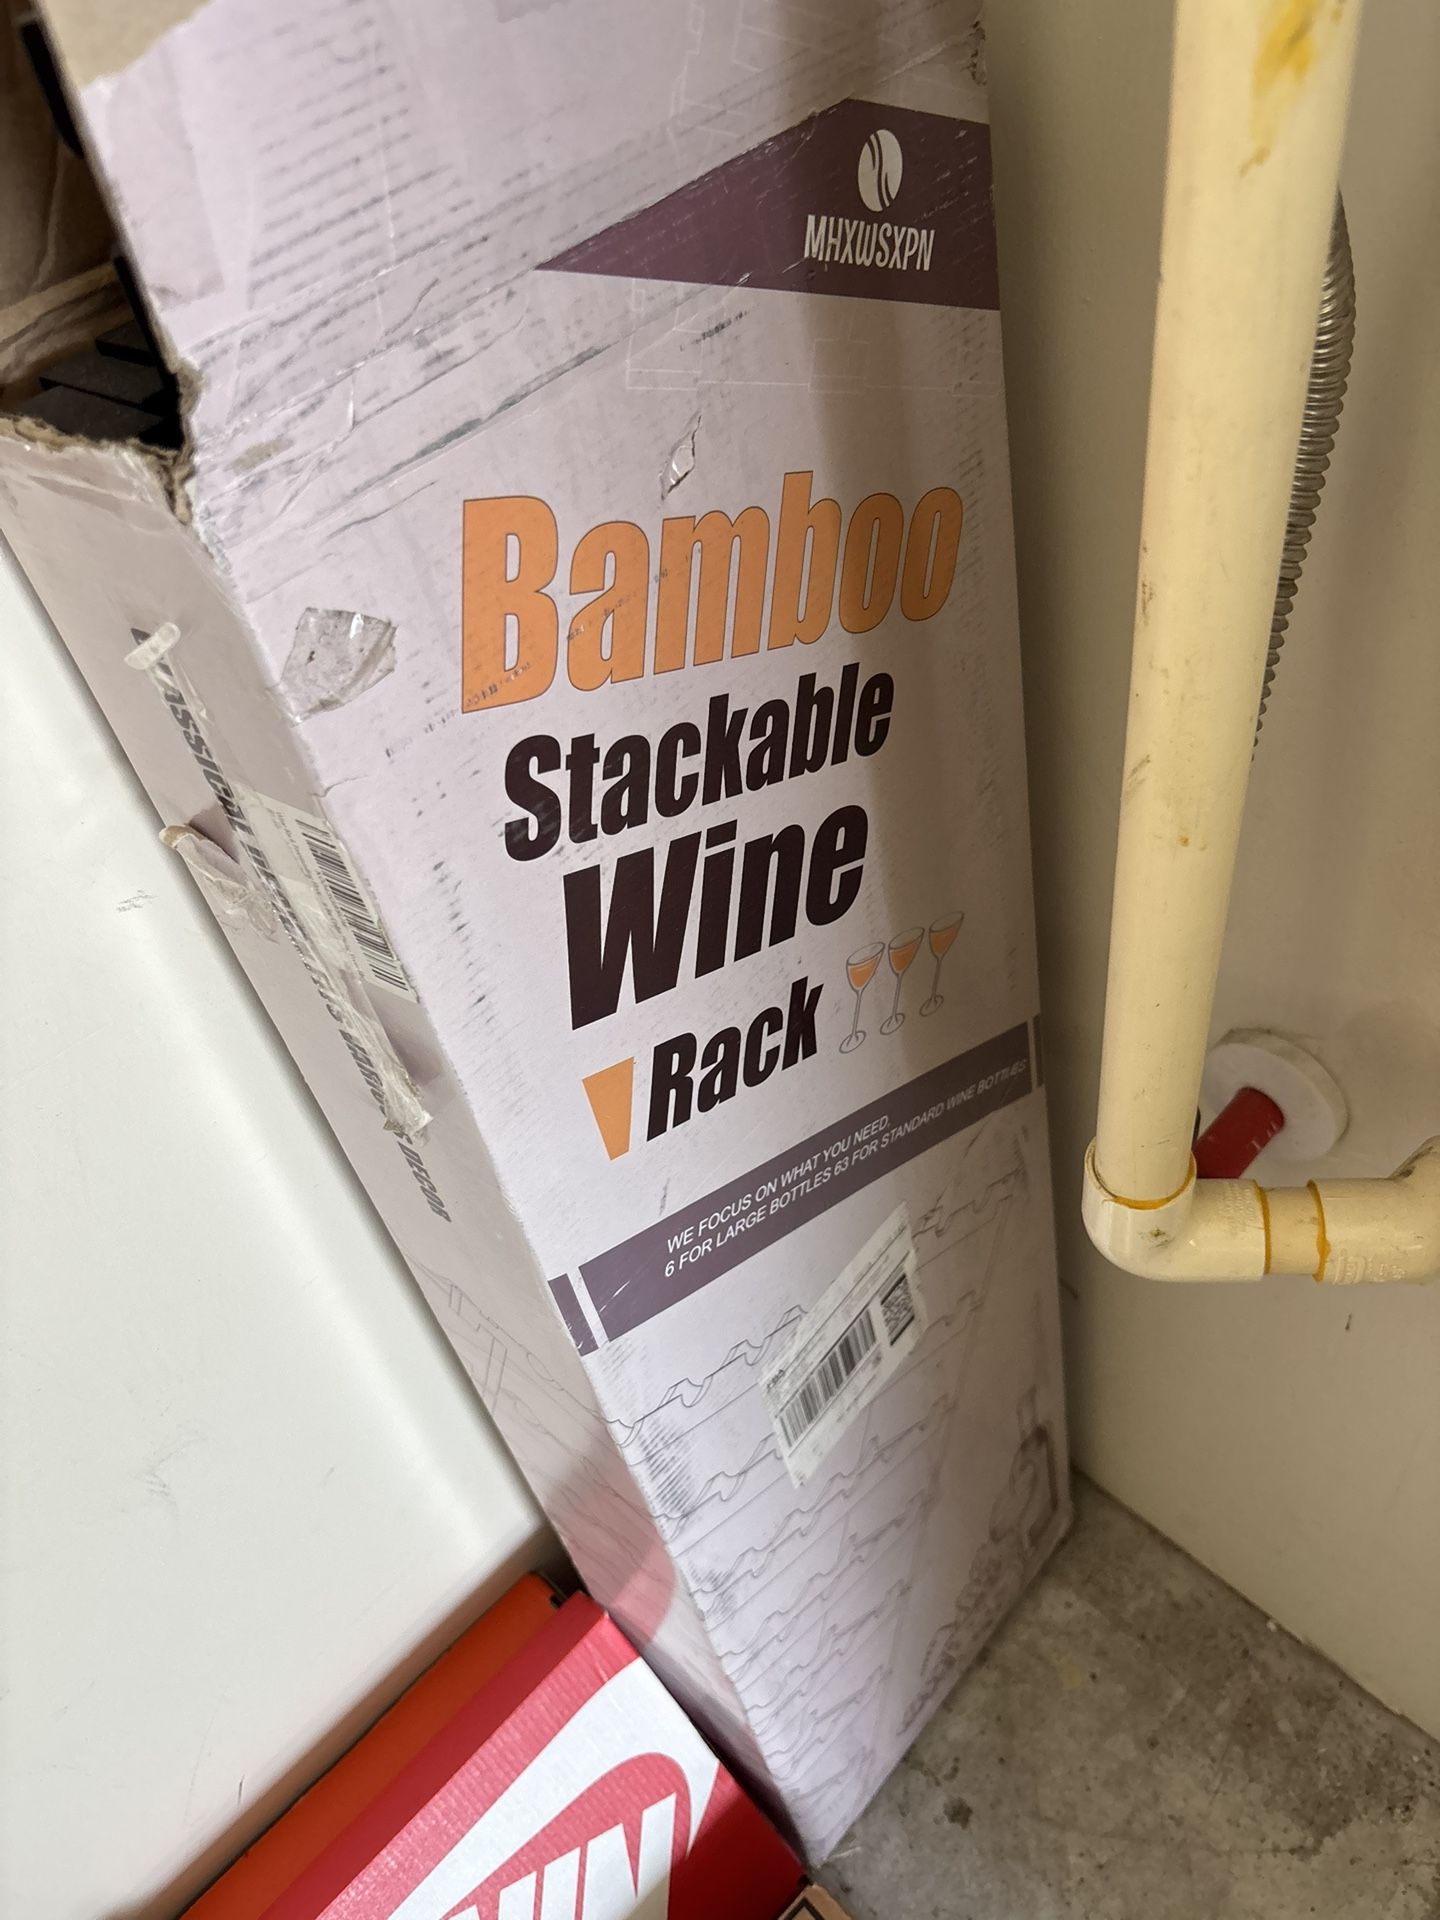 MHXWSXPN
Bamboo
Stackable
Wine
Rack
WE FOCUS ON WHAT YOU NEED,
6 FOR LARGE BOTTLES 63 FOR STANDARD WINE BOTTLES
DECOR